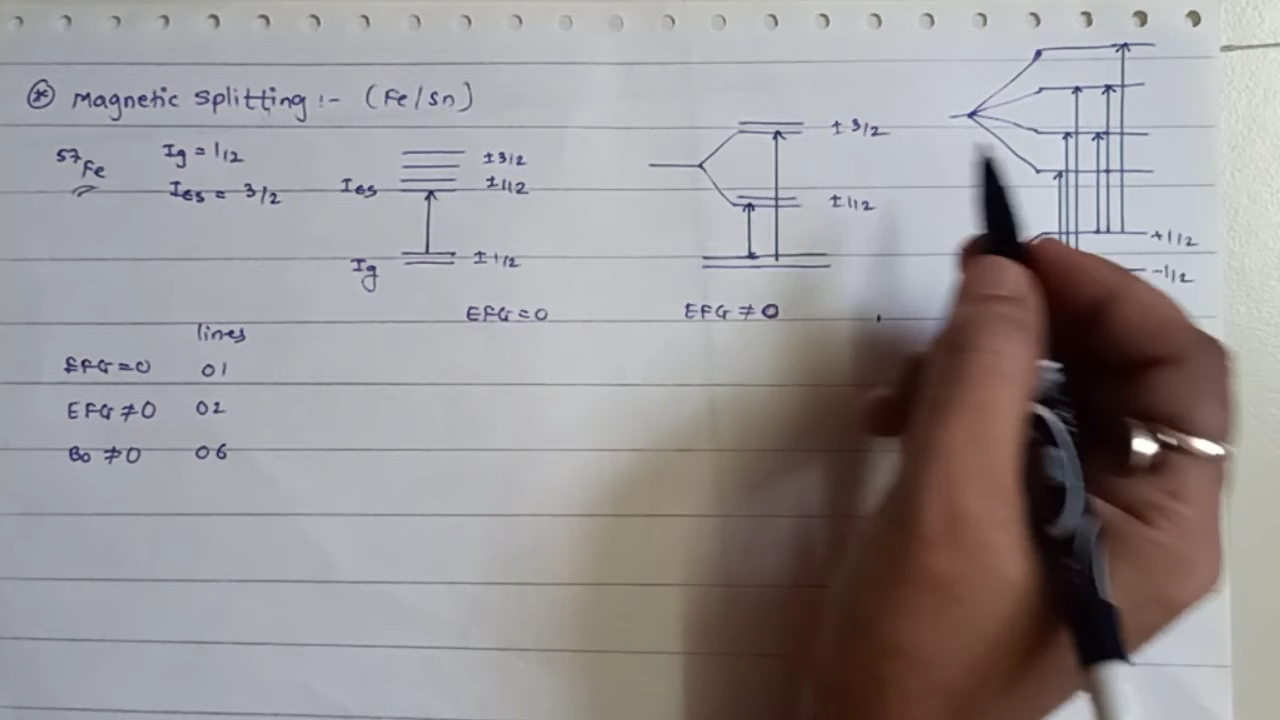 * Magnetic Splitting :- (Fe/Sn)
57Fe
Ig = 1/2
IES = 3/2
IES
± 3/2
± 1/2
Ig
± 1/2
EFG = 0
± 3/2
± 1/2
EFG ≠ 0
+1/2
-1/2
lines
EFG = 0 01
EFG ≠ 0 02
B0 ≠ 0 06